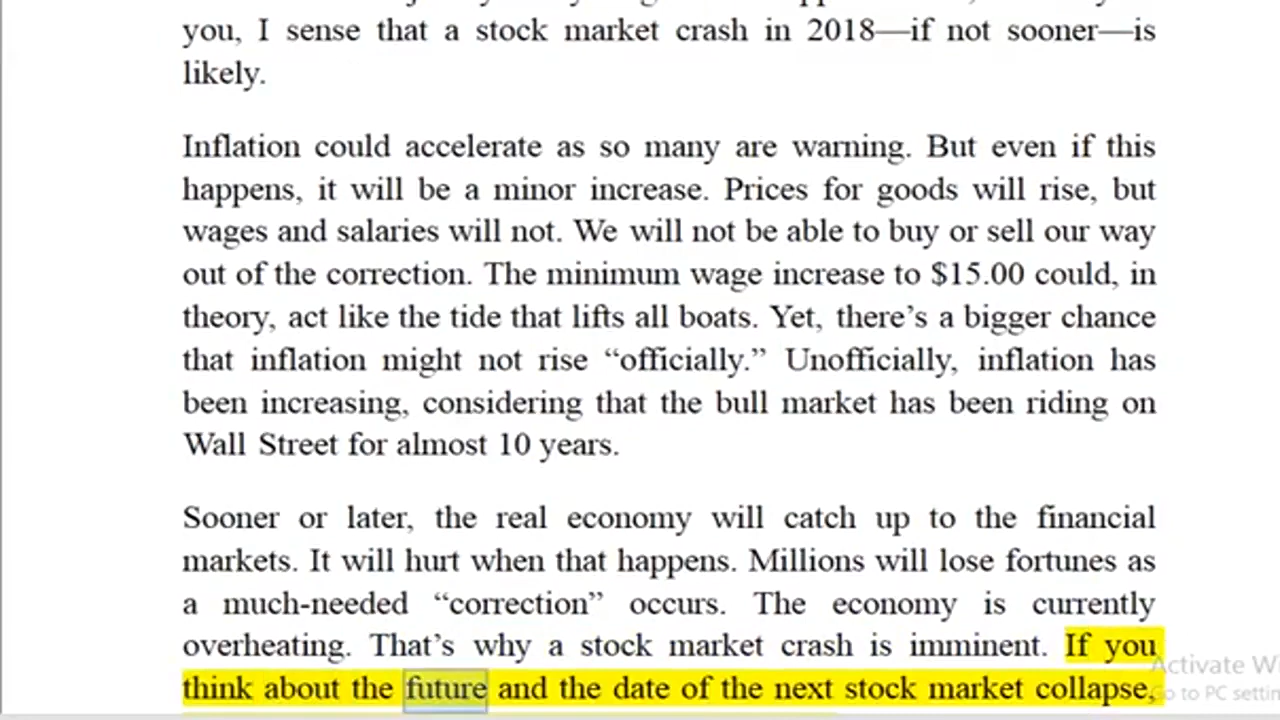 you, I sense that a stock market crash in 2018—if not sooner—is
likely.
Inflation could accelerate as so many are warning. But even if this
happens, it will be a minor increase. Prices for goods will rise, but
wages and salaries will not. We will not be able to buy or sell our way
out of the correction. The minimum wage increase to $15.00 could, in
theory, act like the tide that lifts all boats. Yet, there’s a bigger chance
that inflation might not rise “officially.” Unofficially, inflation has
been increasing, considering that the bull market has been riding on
Wall Street for almost 10 years.
Sooner or later, the real economy will catch up to the financial
markets. It will hurt when that happens. Millions will lose fortunes as
a much-needed “correction” occurs. The economy is currently
overheating. That’s why a stock market crash is imminent. If you
think about the future and the date of the next stock market collapse,
Activate Wi
Go to PC settin